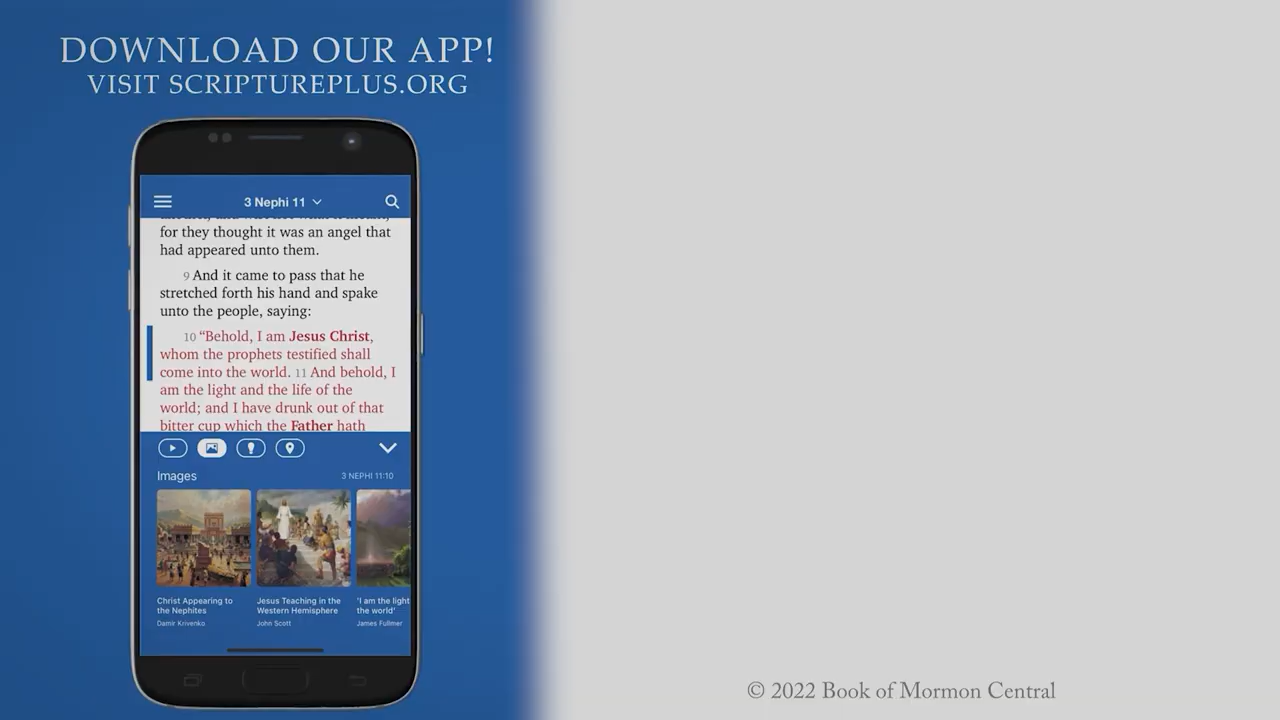 DOWNLOAD OUR APP!
VISIT SCRIPTUREPLUS.ORG
3 Nephi 11
for they thought it was an angel that
had appeared unto them.
9 And it came to pass that he
stretched forth his hand and spake
unto the people, saying:
10 “Behold, I am Jesus Christ,
whom the prophets testified shall
come into the world. 11 And behold, I
am the light and the life of the
world; and I have drunk out of that
bitter cup which the Father hath
Images
3 NEPHI 11:10
Christ Appearing to
the Nephites
Damir Krivenko
Jesus Teaching in the
Western Hemisphere
John Scott
'I am the light
the world'
James Fullmer
© 2022 Book of Mormon Central